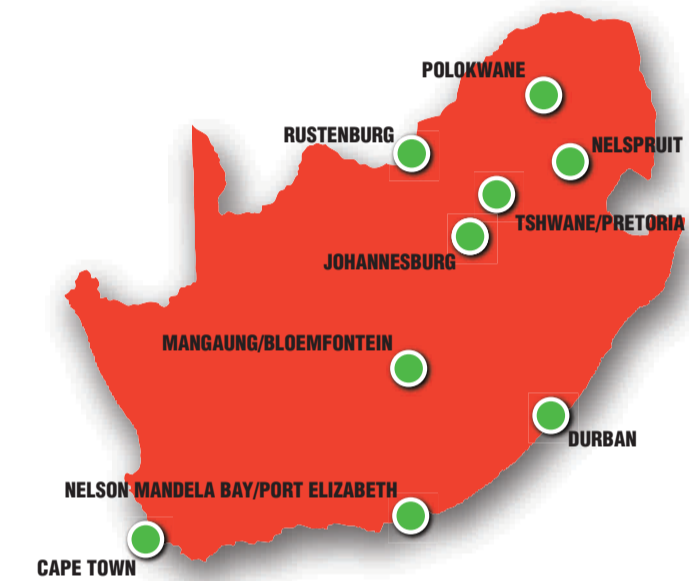 POLOKWANE
RUSTENBURG
NELSPRUIT
TSHWANE/PRETORIA
JOHANNESBURG
MANGAUNG/BLOEMFONTEIN
DURBAN
NELSON MANDELA BAY/PORT ELIZABETH
CAPE TOWN